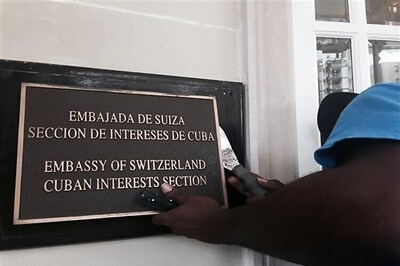 EMBAJADA DE SUIZA
SECCION DE INTERESES DE CUBA
EMBASSY OF SWITZERLAND
CUBAN INTERESTS SECTION